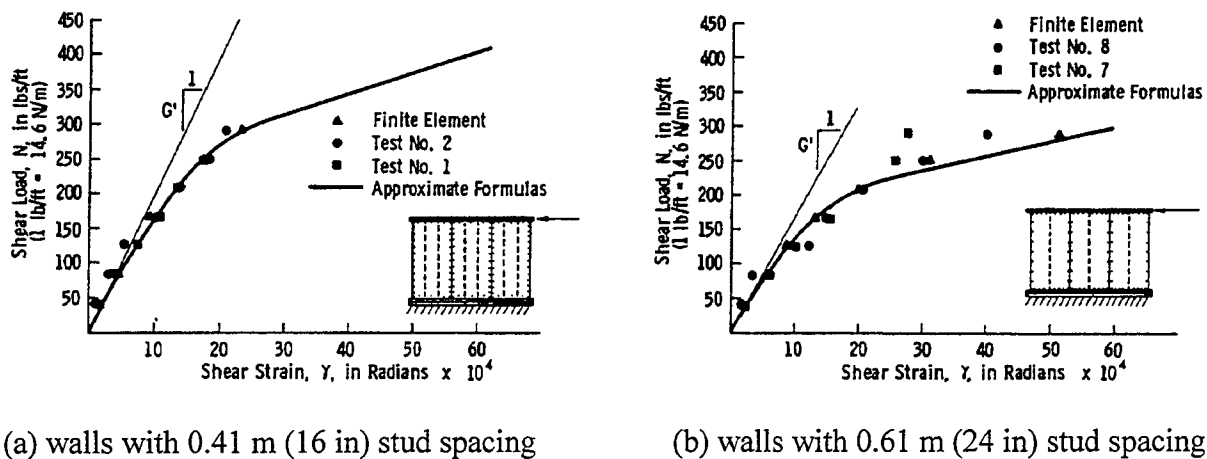 450
400
350
300
250
200
150
100
50
Shear Load, N, in lbs/ft
(1 lb/ft = 14.6 N/m)
1
G'
Finite Element
Test No. 2
Test No. 1
Approximate Formulas
10 20 30 40 50 60
Shear Strain, γ, in Radians x 10⁴
(a) walls with 0.41 m (16 in) stud spacing
450
400
350
300
250
200
150
100
50
Shear Load, N, in lbs/ft
(1 lb/ft = 14.6 N/m)
1
G'
Finite Element
Test No. 8
Test No. 7
Approximate Formulas
10 20 30 40 50 60
Shear Strain, γ, in Radians x 10⁴
(b) walls with 0.61 m (24 in) stud spacing